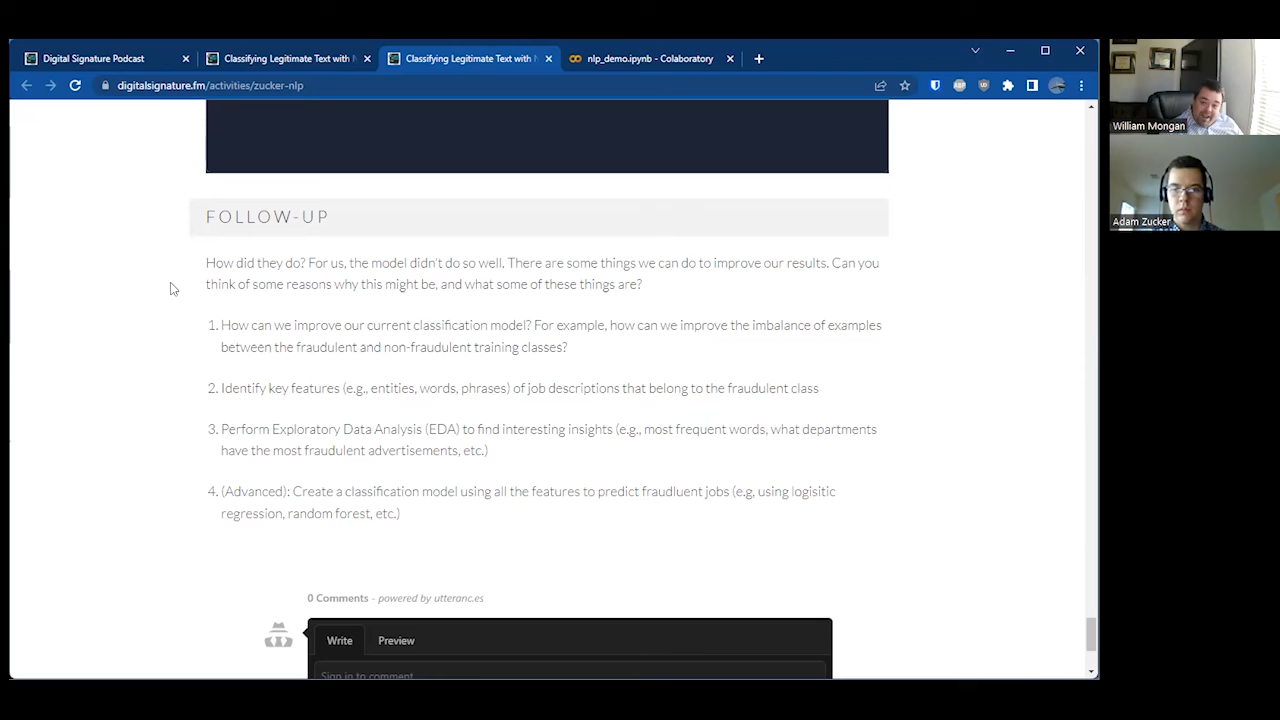 Digital Signature Podcast
Classifying Legitimate Text with
Classifying Legitimate Text with
nlp_demo.ipynb - Colaboratory
digitalsignature.fm/activities/zucker-nlp
William Mongan
Adam Zucker
FOLLOW-UP
How did they do? For us, the model didn't do so well. There are some things we can do to improve our results. Can you
think of some reasons why this might be, and what some of these things are?
1. How can we improve our current classification model? For example, how can we improve the imbalance of examples
between the fraudulent and non-fraudulent training classes?
2. Identify key features (e.g., entities, words, phrases) of job descriptions that belong to the fraudulent class
3. Perform Exploratory Data Analysis (EDA) to find interesting insights (e.g., most frequent words, what departments
have the most fraudulent advertisements, etc.)
4. (Advanced): Create a classification model using all the features to predict fraudluent jobs (e.g, using logisitic
regression, random forest, etc.)
0 Comments - powered by utteranc.es
Write Preview
Sign in to comment